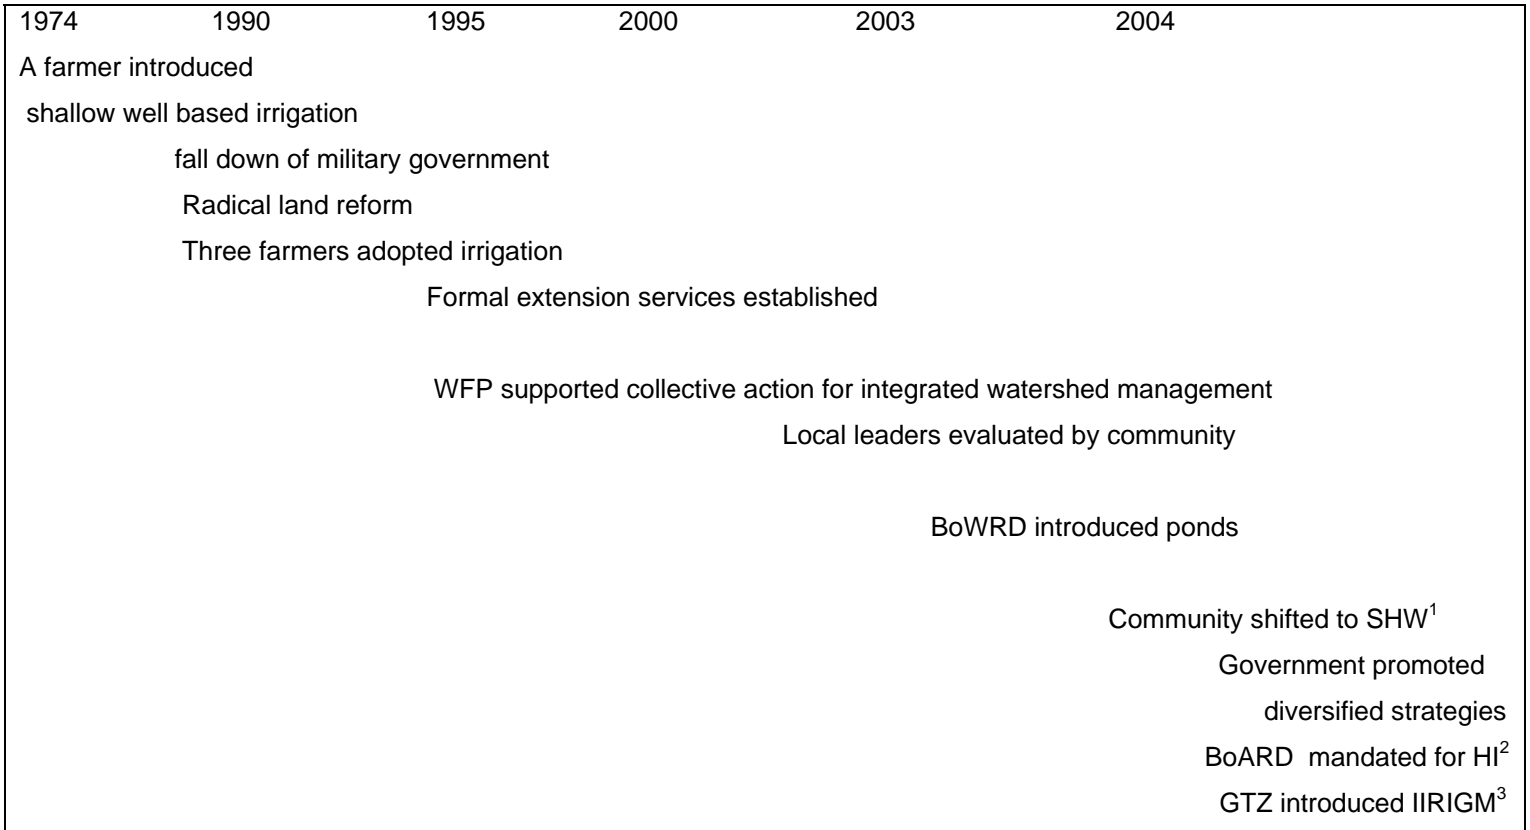 1974 1990 1995 2000 2003 2004
A farmer introduced
shallow well based irrigation
fall down of military government
Radical land reform
Three farmers adopted irrigation
Formal extension services established
WFP supported collective action for integrated watershed management
Local leaders evaluated by community
BoWRD introduced ponds
Community shifted to SHW¹
Government promoted
diversified strategies
BoARD mandated for HI²
GTZ introduced IIRIGM³